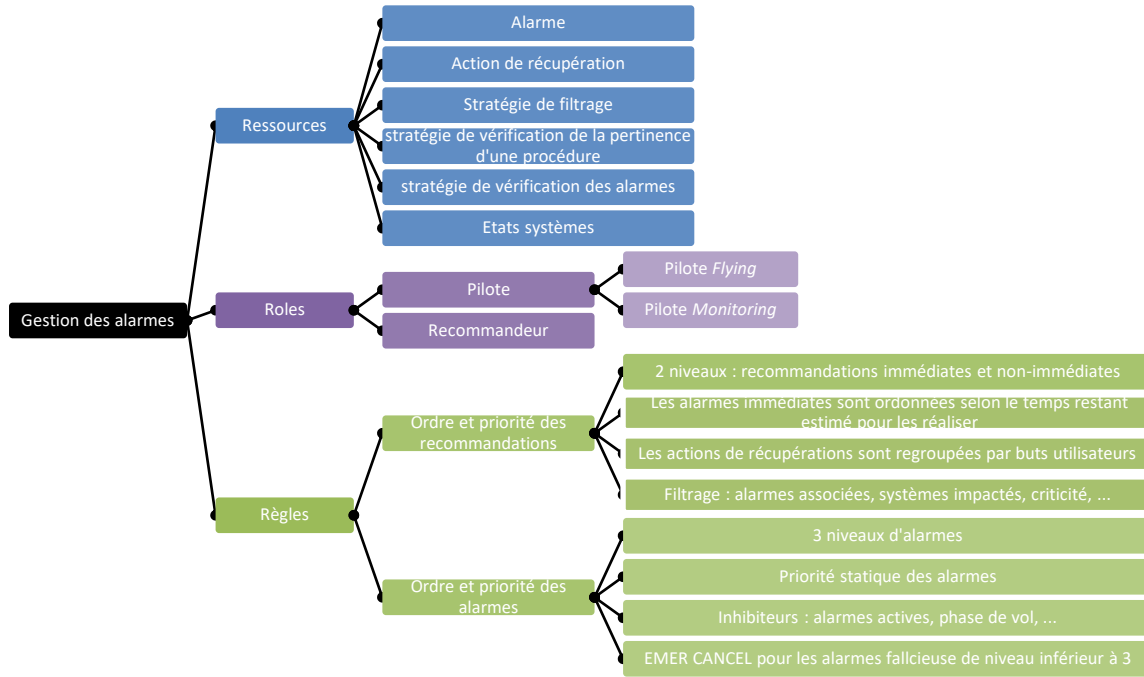 Gestion des alarmes
Ressources
Alarme
Action de récupération
Stratégie de filtrage
stratégie de vérification de la pertinence
d'une procédure
stratégie de vérification des alarmes
Etats systèmes
Roles
Pilote
Pilote Flying
Pilote Monitoring
Recommandeur
Règles
Ordre et priorité des
recommandations
2 niveaux : recommandations immédiates et non-immédiates
Les alarmes immédiates sont ordonnées selon le temps restant
estimé pour les réaliser
Les actions de récupérations sont regroupées par buts utilisateurs
Filtrage : alarmes associées, systèmes impactés, criticité, ...
Ordre et priorité des
alarmes
3 niveaux d'alarmes
Priorité statique des alarmes
Inhibiteurs : alarmes actives, phase de vol, ...
EMER CANCEL pour les alarmes fallcieuse de niveau inférieur à 3